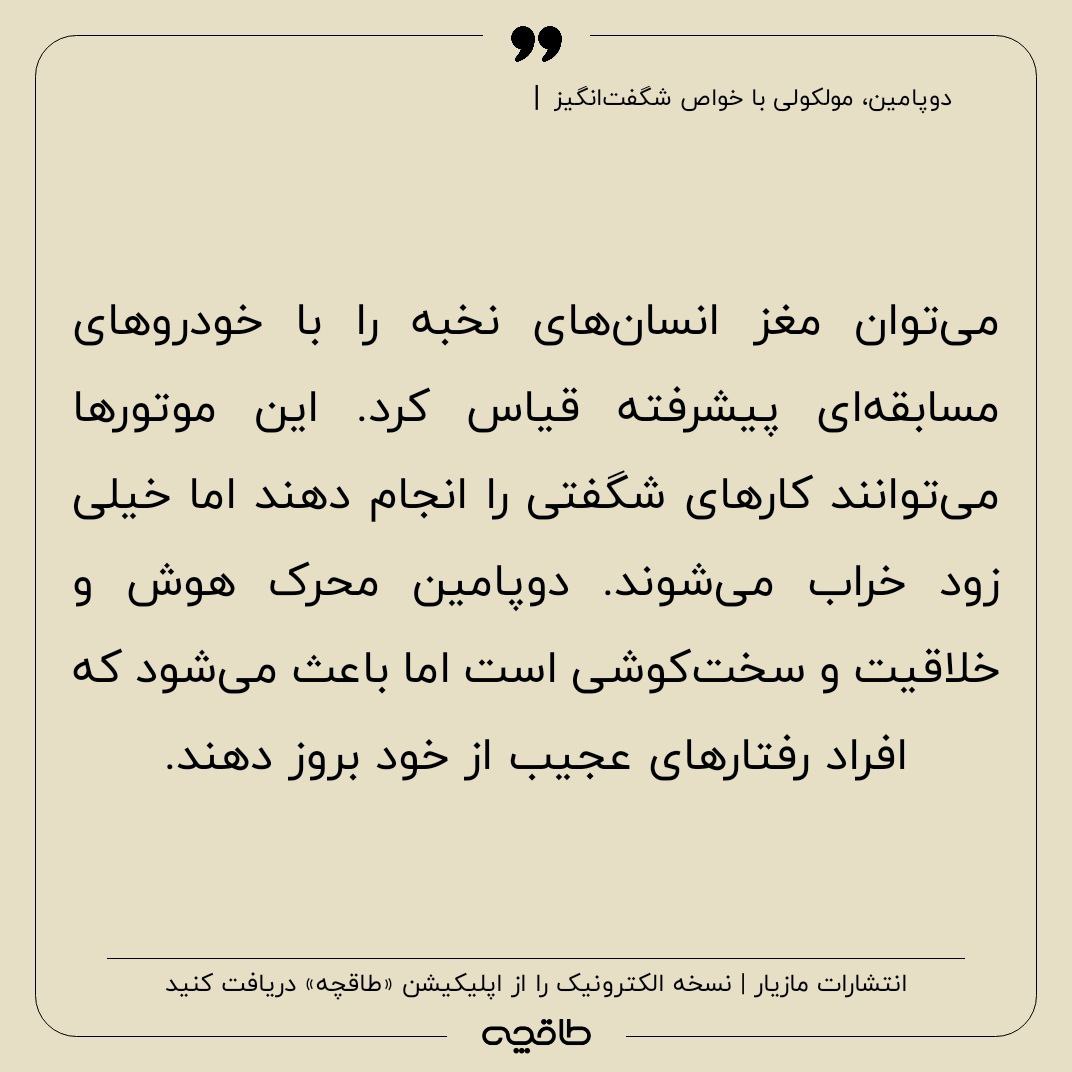 دوپامین، مولکولی با خواص شگفت‌انگیز |
می‌توان مغز انسان‌های نخبه را با خودروهای
مسابقه‌ای پیشرفته قیاس کرد. این موتورها
می‌توانند کارهای شگفتی را انجام دهند اما خیلی
زود خراب می‌شوند. دوپامین محرک هوش و
خلاقیت و سخت‌کوشی است اما باعث می‌شود که
افراد رفتارهای عجیب از خود بروز دهند.
انتشارات مازیار | نسخه الکترونیک را از اپلیکیشن «طاقچه» دریافت کنید
طاقچه